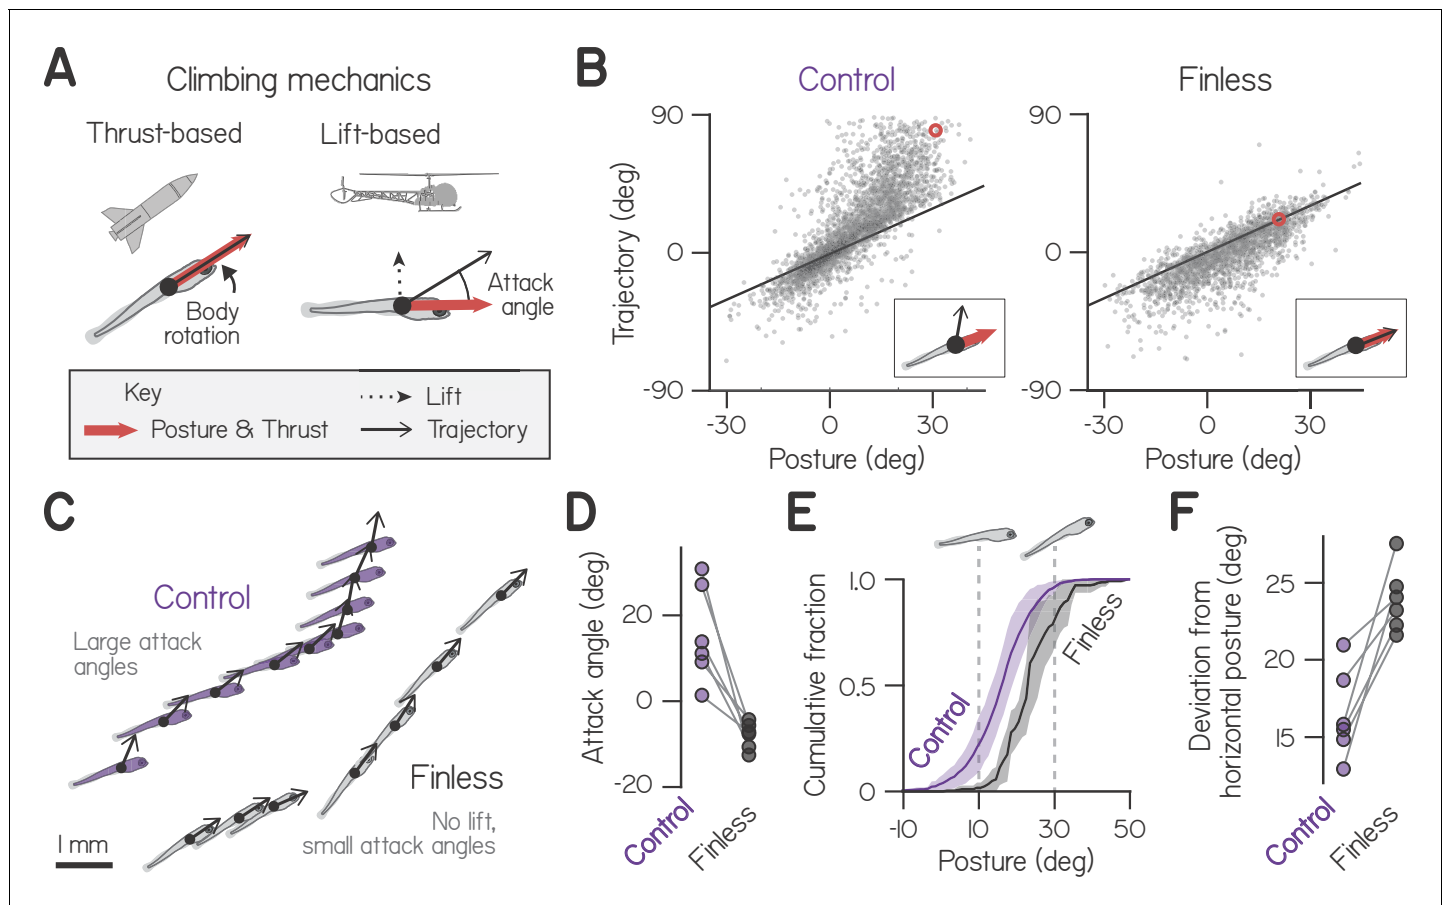 A
Climbing mechanics
Thrust-based
Lift-based
Body
rotation
Attack
angle
Key
Lift
Posture & Thrust
Trajectory
B
Control
Finless
Trajectory (deg)
90
0
-90
-30
0
30
Posture (deg)
90
0
-90
-30
0
30
Posture (deg)
C
Control
Large attack
angles
Finless
No lift,
small attack angles
1 mm
D
Attack angle (deg)
20
0
-20
Control
Finless
E
Cumulative fraction
1.0
0.5
0
Control
Finless
-10
10
30
50
Posture (deg)
F
Deviation from
horizontal posture (deg)
25
20
15
Control
Finless